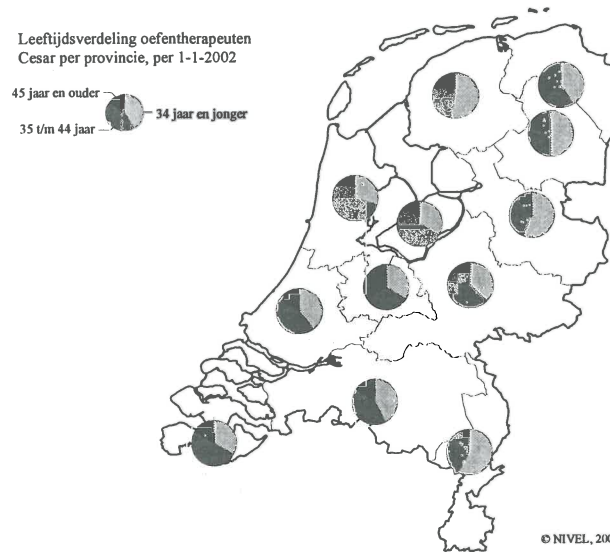 Leeftijdsverdeling oefentherapeuten
Cesar per provincie, per 1-1-2002
45 jaar en ouder
34 jaar en jonger
35 t/m 44 jaar
© NIVEL,